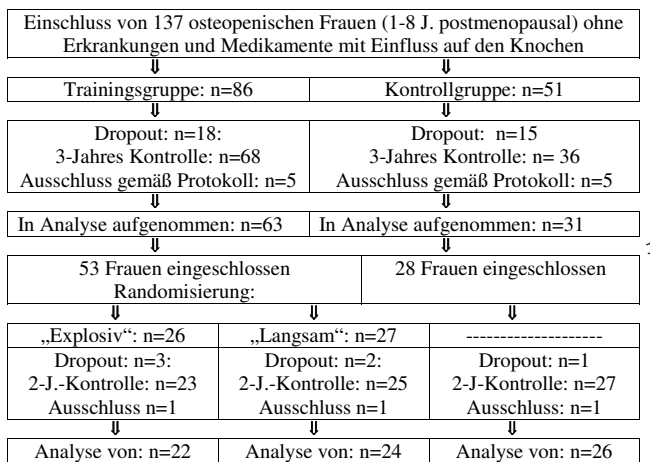 Einschluss von 137 osteopenischen Frauen (1-8 J. postmenopausal) ohne
Erkrankungen und Medikamente mit Einfluss auf den Knochen
⇓ ⇓
Trainingsgruppe: n=86 Kontrollgruppe: n=51
⇓ ⇓
Dropout: n=18: Dropout: n=15
3-Jahres Kontrolle: n=68 3-Jahres Kontrolle: n= 36
Ausschluss gemäß Protokoll: n=5 Ausschluss gemäß Protokoll: n=5
⇓ ⇓
In Analyse aufgenommen: n=63 In Analyse aufgenommen: n=31
⇓ ⇓
53 Frauen eingeschlossen 28 Frauen eingeschlossen
Randomisierung:
⇓ ⇓ ⇓
„Explosiv“: n=26 „Langsam“: n=27 --------------------
Dropout: n=3: Dropout: n=2: Dropout: n=1
2-J.-Kontrolle: n=23 2-J.-Kontrolle: n=25 2-J-Kontrolle: n=27
Ausschluss n=1 Ausschluss n=1 Ausschluss: n=1
⇓ ⇓ ⇓
Analyse von: n=22 Analyse von: n=24 Analyse von: n=26